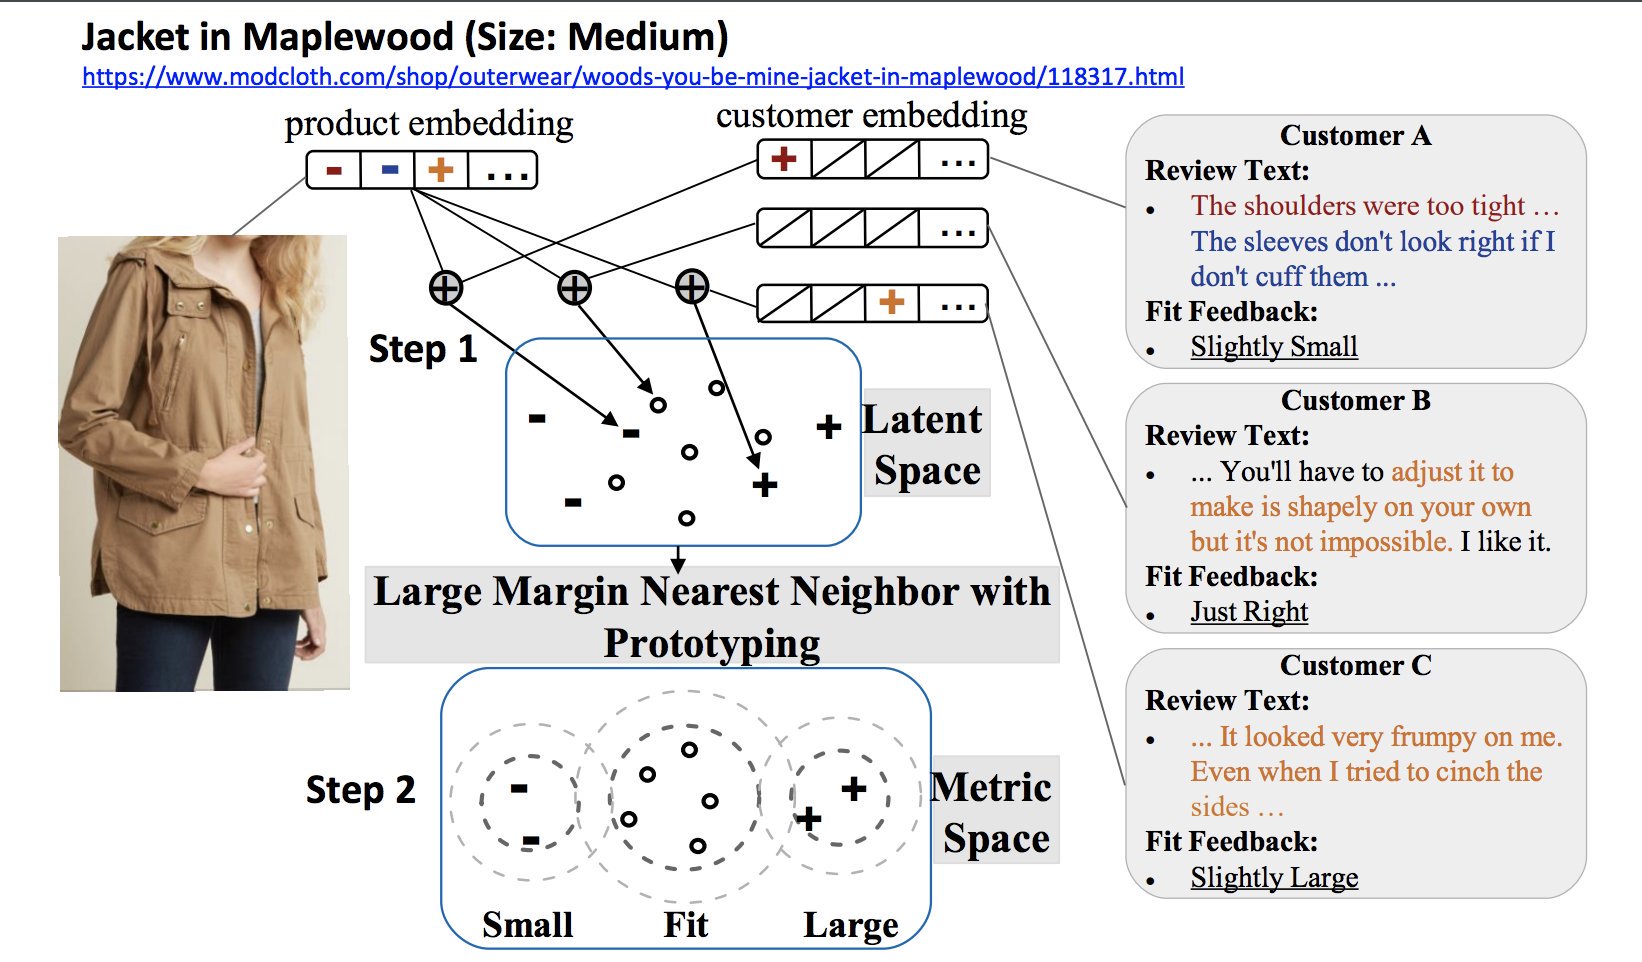 Jacket in Maplewood (Size: Medium)
https://www.modcloth.com/shop/outerwear/woods-you-be-mine-jacket-in-maplewood/118317.html
product embedding
- - + ...
customer embedding
+ ...
...
+ ...
Step 1
Latent
Space
Large Margin Nearest Neighbor with
Prototyping
Step 2
Metric
Space
Small Fit Large
Customer A
Review Text:
• The shoulders were too tight …
The sleeves don't look right if I
don't cuff them ...
Fit Feedback:
• Slightly Small
Customer B
Review Text:
• ... You'll have to adjust it to
make is shapely on your own
but it's not impossible. I like it.
Fit Feedback:
• Just Right
Customer C
Review Text:
• ... It looked very frumpy on me.
Even when I tried to cinch the
sides …
Fit Feedback:
• Slightly Large